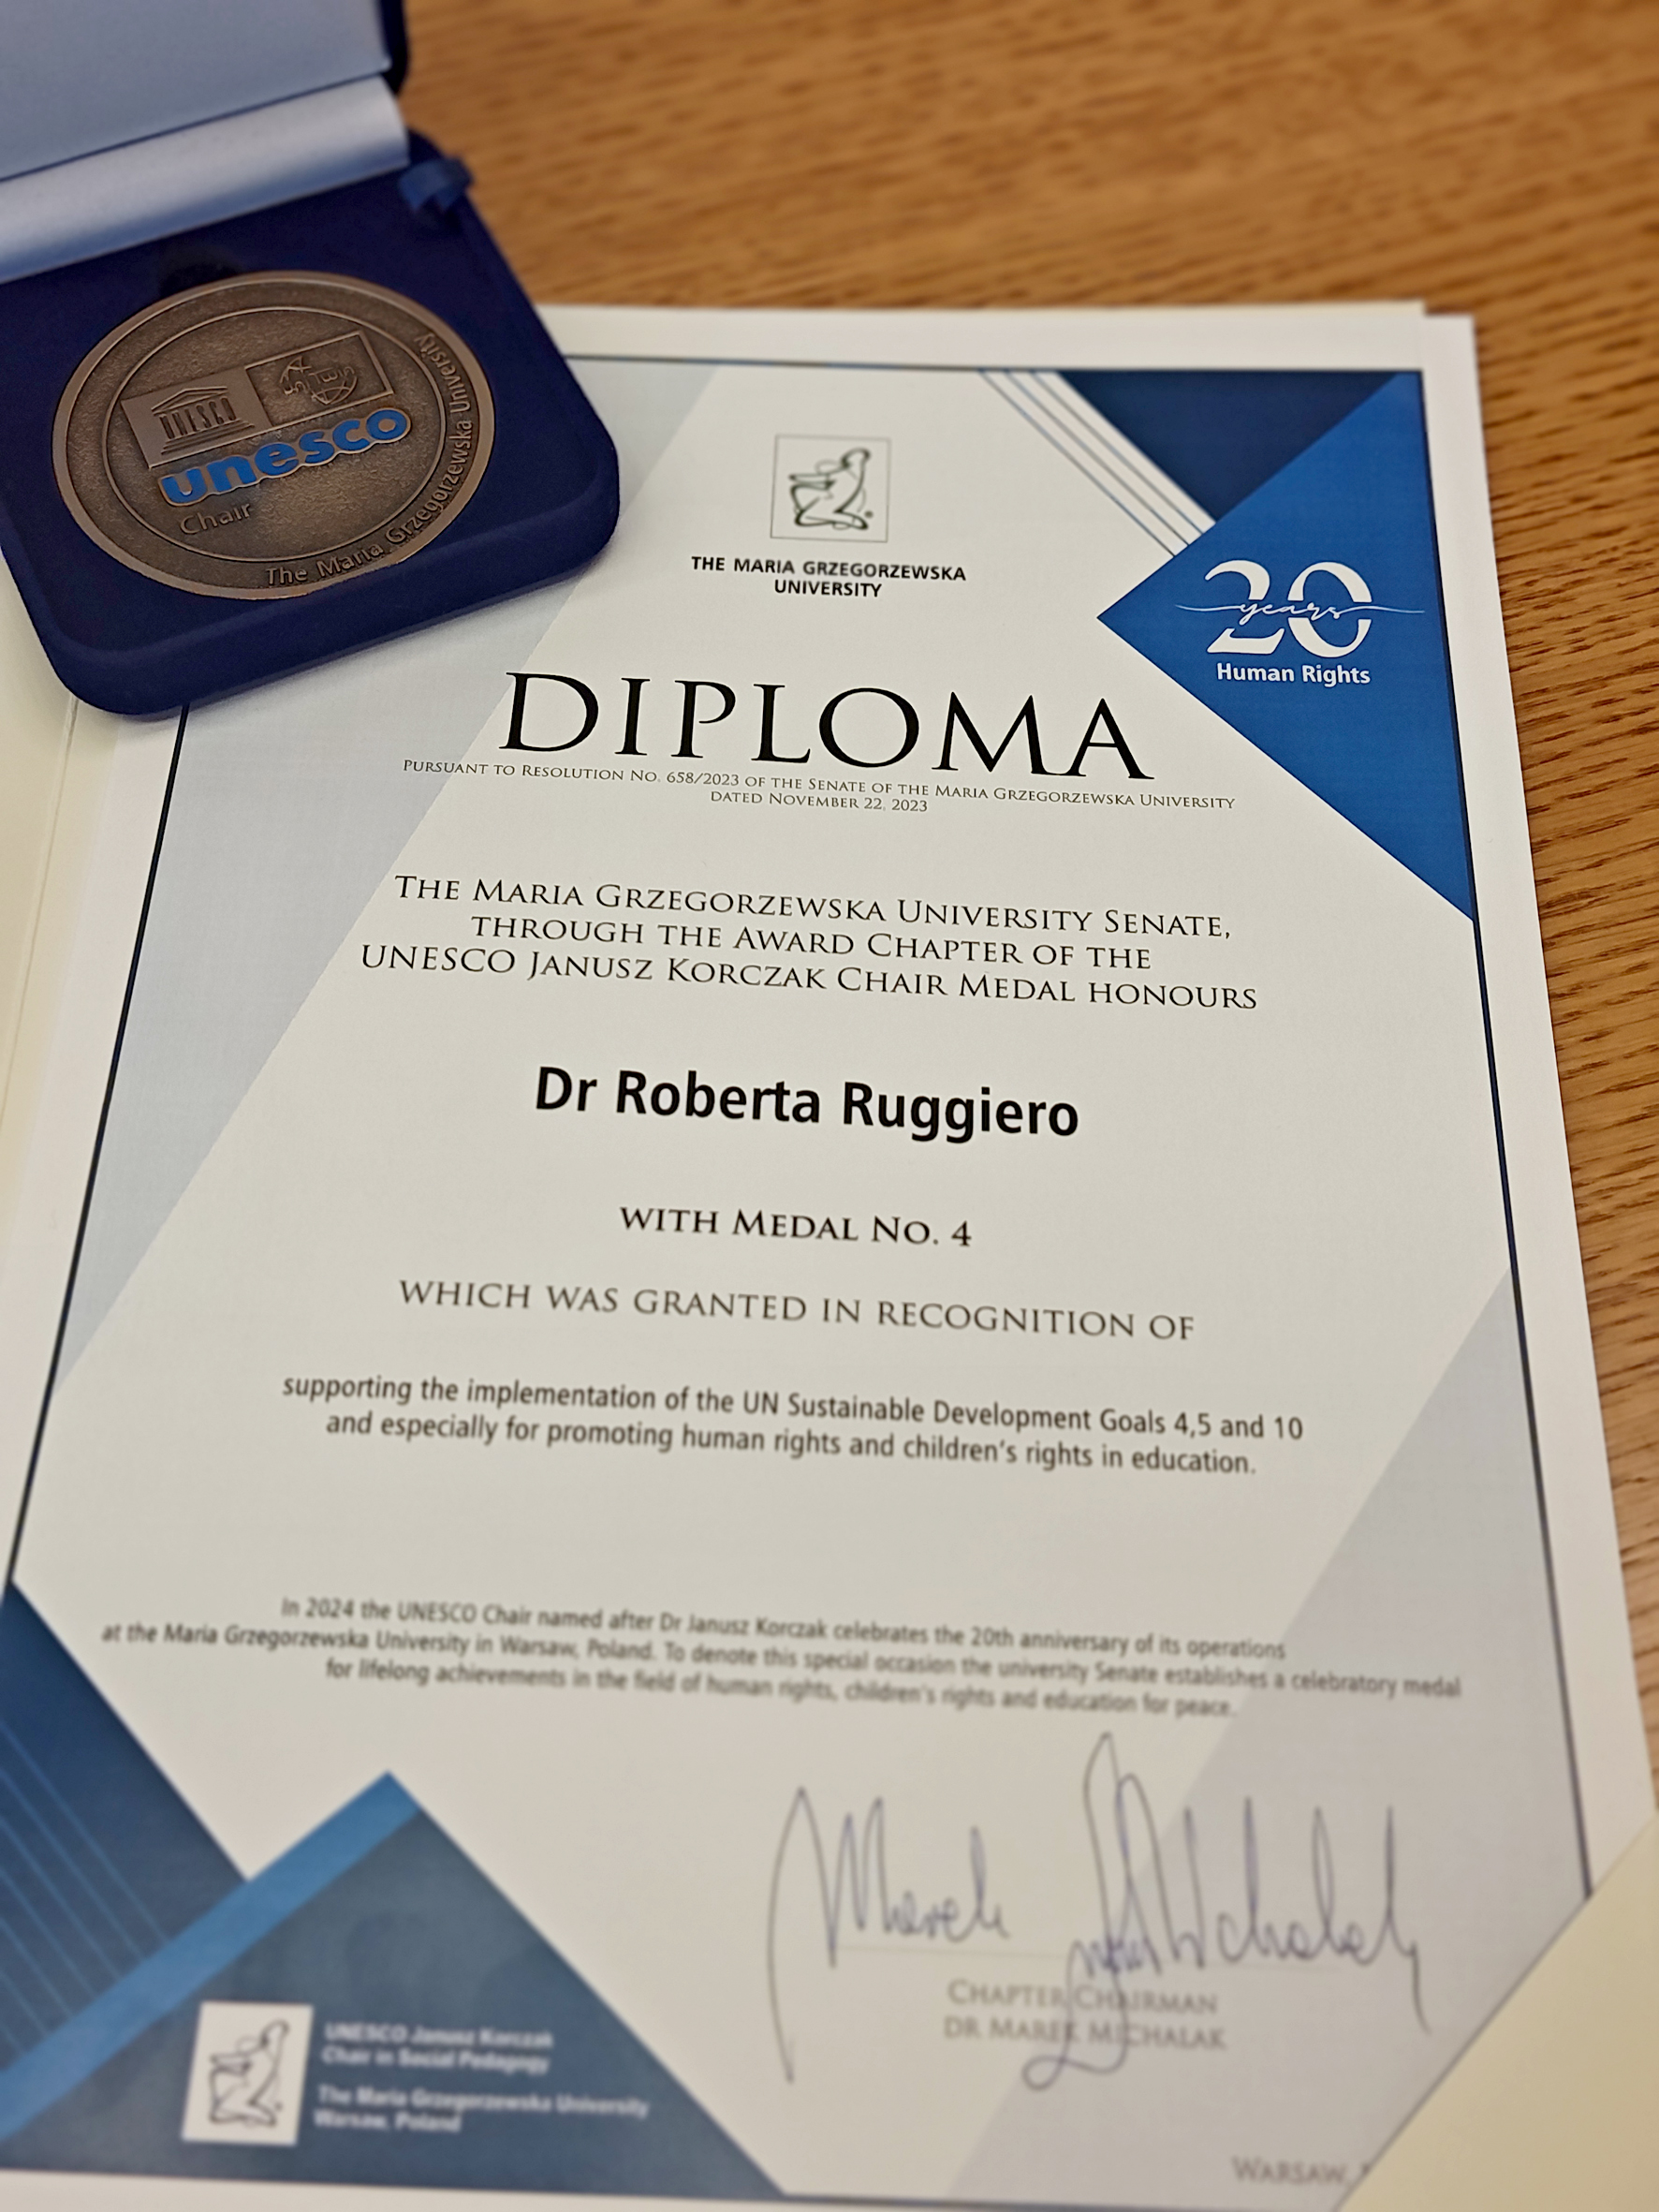 UNESCO
unesco
Chair
The Maria Grzegorzewska University
THE MARIA GRZEGORZEWSKA
UNIVERSITY
20
years
Human Rights
DIPLOMA
PURSUANT TO RESOLUTION NO. 658/2023 OF THE SENATE OF THE MARIA GRZEGORZEWSKA UNIVERSITY
DATED NOVEMBER 22, 2023
THE MARIA GRZEGORZEWSKA UNIVERSITY SENATE,
THROUGH THE AWARD CHAPTER OF THE
UNESCO JANUSZ KORCZAK CHAIR MEDAL HONOURS
Dr Roberta Ruggiero
WITH MEDAL NO. 4
WHICH WAS GRANTED IN RECOGNITION OF
supporting the implementation of the UN Sustainable Development Goals 4,5 and 10
and especially for promoting human rights and children's rights in education.
In 2024 the UNESCO Chair named after Dr Janusz Korczak celebrates the 20th anniversary of its operations
at the Maria Grzegorzewska University in Warsaw, Poland. To denote this special occasion the university Senate establishes a celebratory medal
for lifelong achievements in the field of human rights, children's rights and education for peace.
Marek Michalak
CHAPTER CHAIRMAN
DR MAREK MICHALAK
UNESCO Janusz Korczak
Chair in Social Pedagogy
The Maria Grzegorzewska University
Warsaw, Poland
WARSAW,